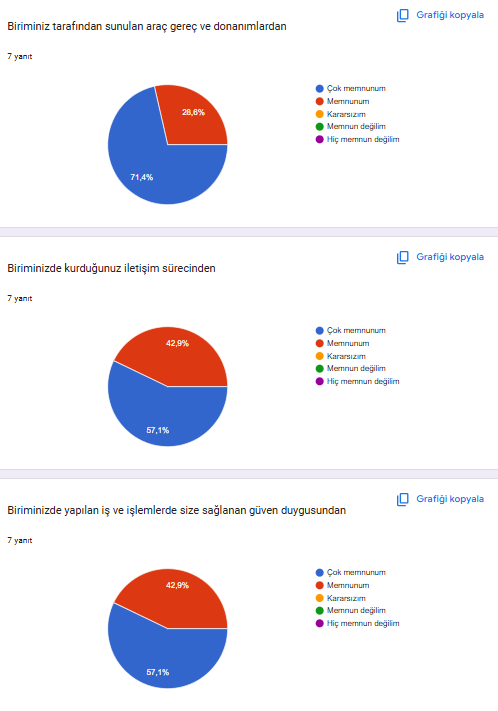 Grafiği kopyala
Biriminiz tarafından sunulan araç gereç ve donanımlardan
7 yanıt
Çok memnunum
Memnunum
Kararsızım
Memnun değilim
Hiç memnun değilim
28,6%
71,4%
Grafiği kopyala
Biriminizde kurduğunuz iletişim sürecinden
7 yanıt
Çok memnunum
Memnunum
Kararsızım
Memnun değilim
Hiç memnun değilim
42,9%
57,1%
Grafiği kopyala
Biriminizde yapılan iş ve işlemlerde size sağlanan güven duygusundan
7 yanıt
Çok memnunum
Memnunum
Kararsızım
Memnun değilim
Hiç memnun değilim
42,9%
57,1%